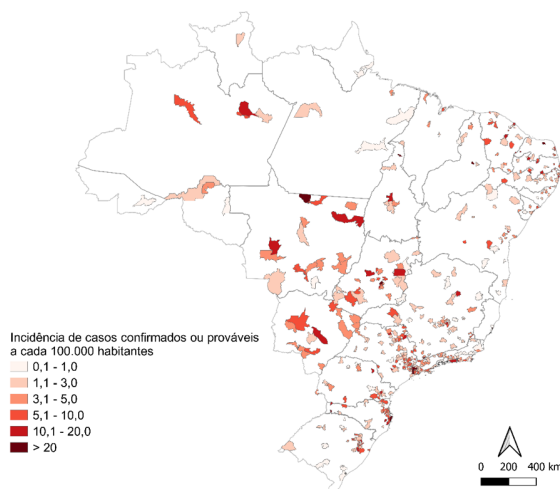 Incidência de casos confirmados ou prováveis
a cada 100.000 habitantes
0,1 - 1,0
1,1 - 3,0
3,1 - 5,0
5,1 - 10,0
10,1 - 20,0
> 20
0 200 400 km